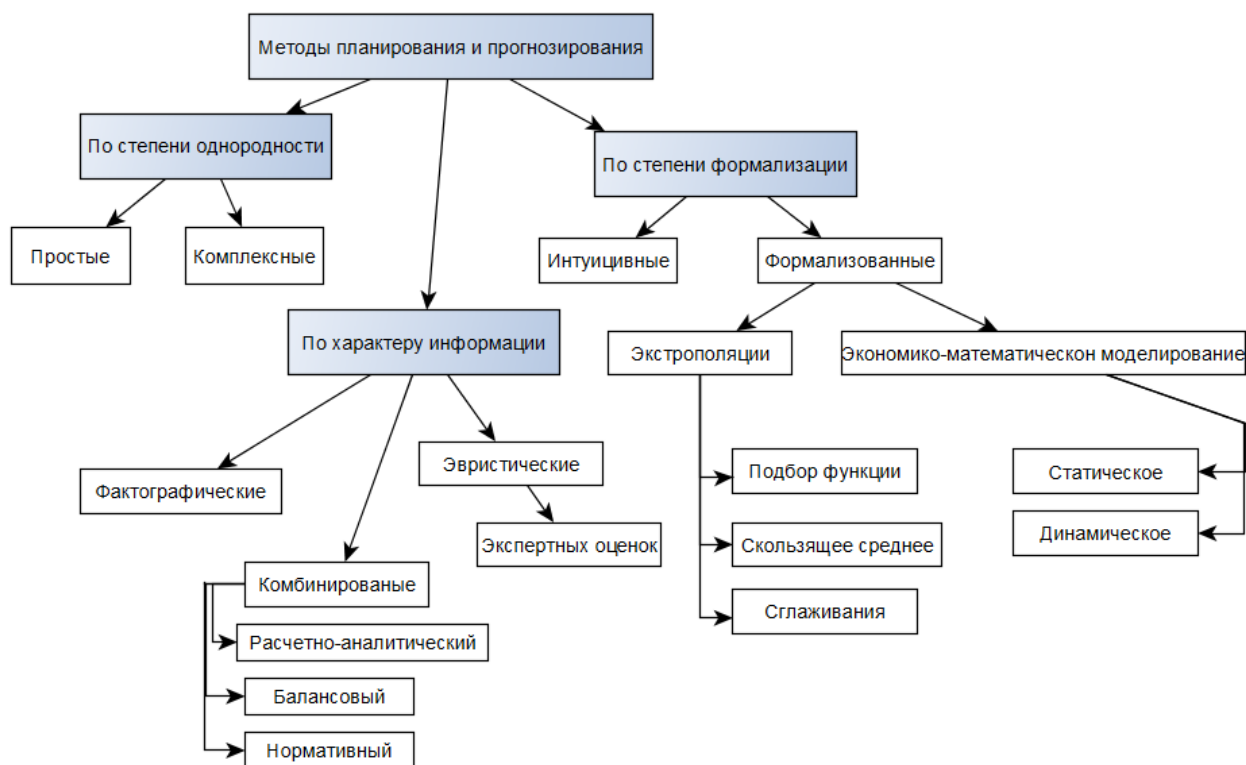 Методы планирования и прогнозирования
По степени однородности
По степени формализации
Простые
Комплексные
Интуицивные
Формализованные
По характеру информации
Экстрополяции
Экономико-математическон моделирование
Фактографические
Эвристические
Подбор функции
Статическое
Экспертных оценок
Скользящее среднее
Динамическое
Комбинированые
Сглаживания
Расчетно-аналитический
Балансовый
Нормативный